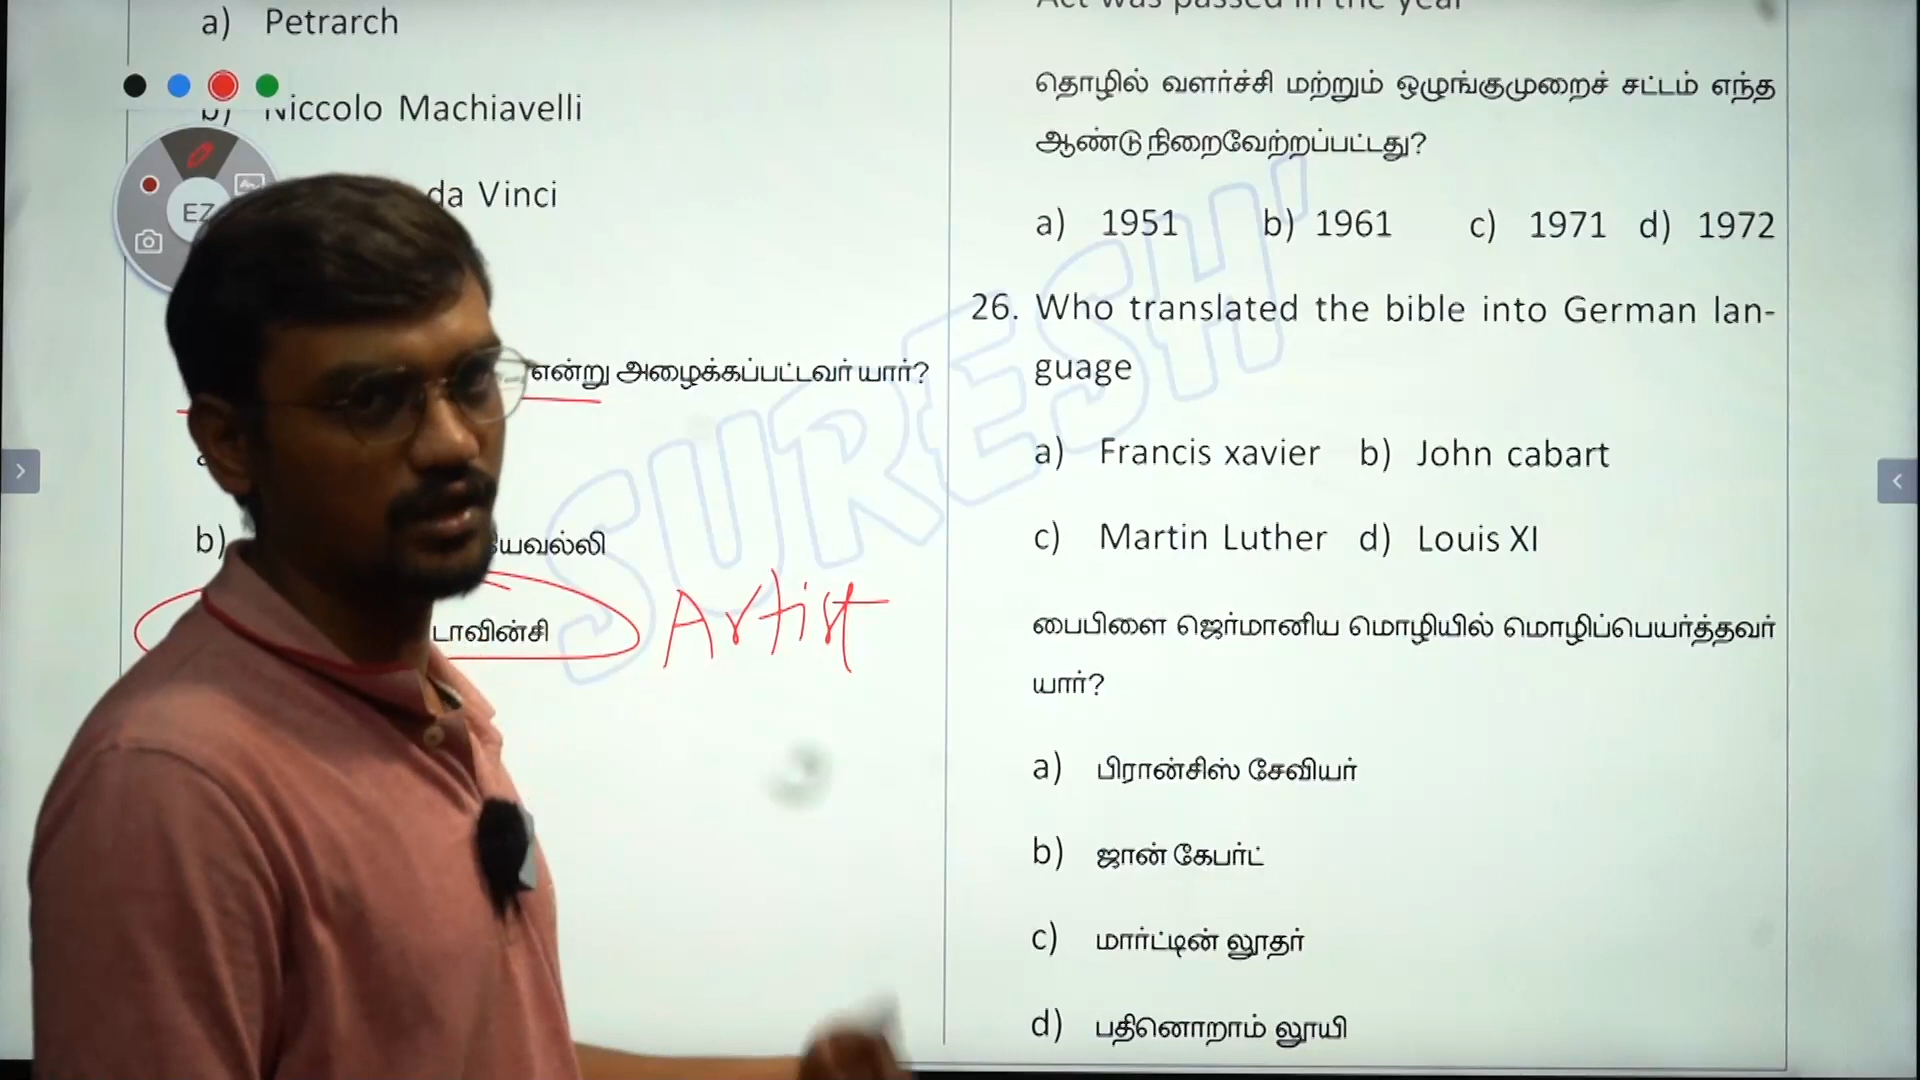 a) Petrarch
Niccolo Machiavelli
da Vinci
EZ
என்று அழைக்கப்பட்டவர் யார்?
b)
டாவின்சி
Artist
தொழில் வளர்ச்சி மற்றும் ஒழுங்குமுறைச் சட்டம் எந்த
ஆண்டு நிறைவேற்றப்பட்டது?
a) 1951 b) 1961 c) 1971 d) 1972
26. Who translated the bible into German lan-
guage
a) Francis xavier b) John cabart
c) Martin Luther d) Louis XI
பைபிளை ஜெர்மானிய மொழியில் மொழிப்பெயர்த்தவர்
யார்?
a) பிரான்சிஸ் சேவியர்
b) ஜான் கேபர்ட்
c) மார்ட்டின் லூதர்
d) பதினொறாம் லூயி
SURESH'